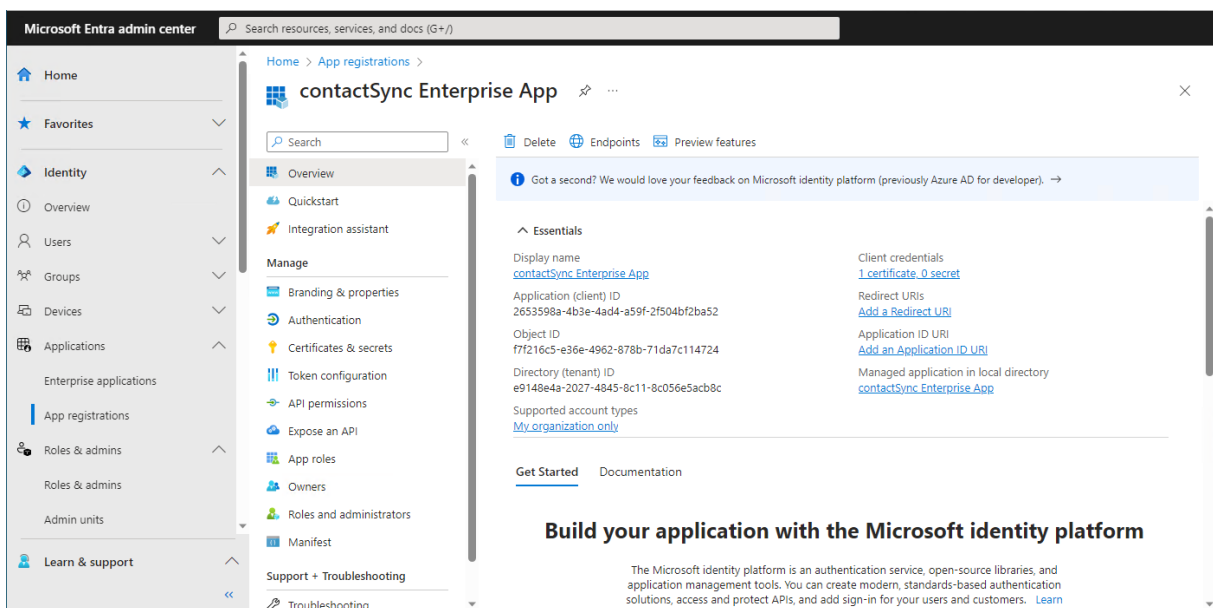 Microsoft Entra admin center
Search resources, services, and docs (G+/)
Home
Favorites
Identity
Overview
Users
Groups
Devices
Applications
Enterprise applications
App registrations
Roles & admins
Roles & admins
Admin units
Learn & support
«
Home > App registrations >
contactSync Enterprise App ...
Search «
Overview
Quickstart
Integration assistant
Manage
Branding & properties
Authentication
Certificates & secrets
Token configuration
API permissions
Expose an API
App roles
Owners
Roles and administrators
Manifest
Support + Troubleshooting
Troubleshooting
Delete Endpoints Preview features
Got a second? We would love your feedback on Microsoft identity platform (previously Azure AD for developer). →
Essentials
Display name
contactSync Enterprise App
Application (client) ID
2653598a-4b3e-4ad4-a59f-2f504bf2ba52
Object ID
f7f216c5-e36e-4962-878b-71da7c114724
Directory (tenant) ID
e9148e4a-2027-4845-8c11-8c056e5acb8c
Supported account types
My organization only
Client credentials
1 certificate, 0 secret
Redirect URIs
Add a Redirect URI
Application ID URI
Add an Application ID URI
Managed application in local directory
contactSync Enterprise App
Get Started Documentation
Build your application with the Microsoft identity platform
The Microsoft identity platform is an authentication service, open-source libraries, and
application management tools. You can create modern, standards-based authentication
solutions, access and protect APIs, and add sign-in for your users and customers. Learn